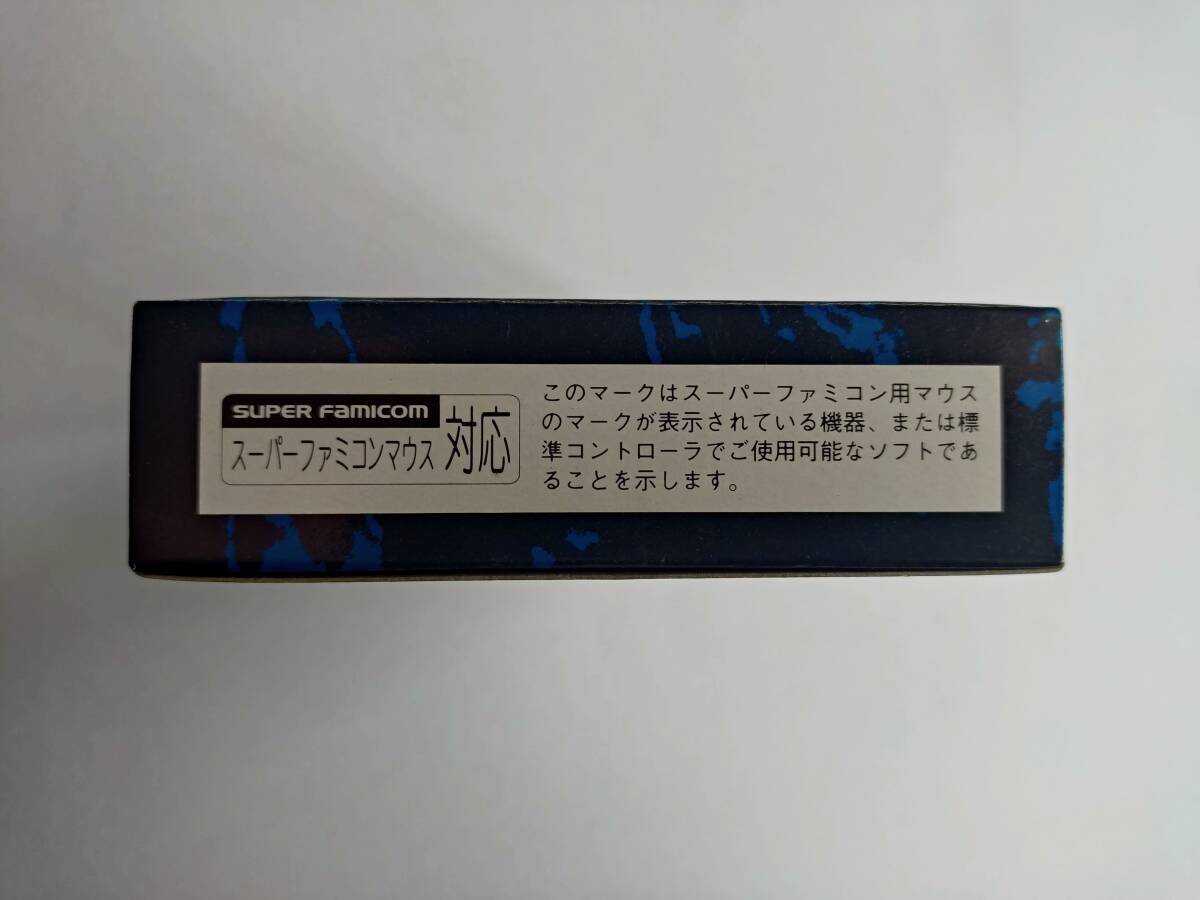 SUPER FAMICOM
スーパーファミコンマウス 対応
このマークはスーパーファミコン用マウス
のマークが表示されている機器、または標
準コントローラでご使用可能なソフトであ
ることを示します。